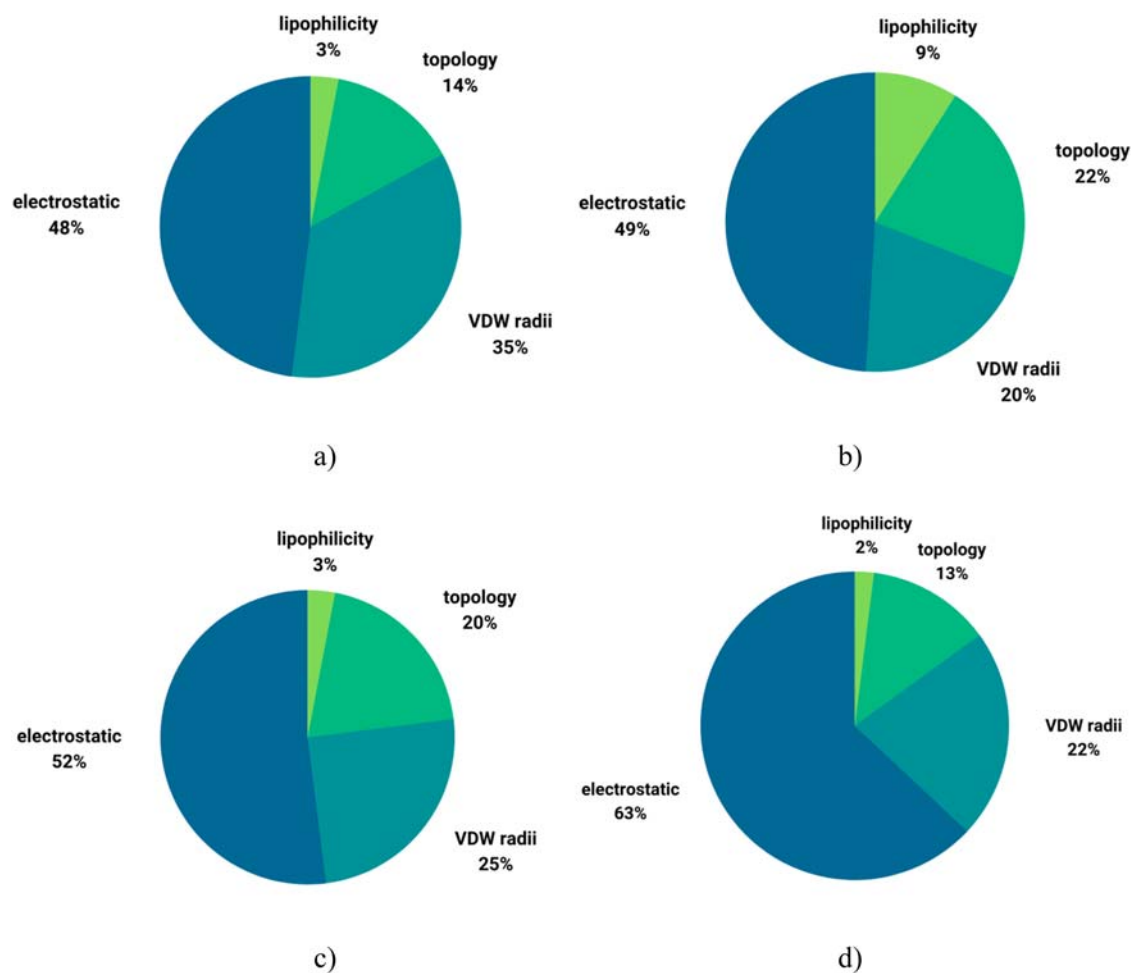 lipophilicity
3%
topology
14%
electrostatic
48%
VDW radii
35%
a)
lipophilicity
9%
topology
22%
electrostatic
49%
VDW radii
20%
b)
lipophilicity
3%
topology
20%
electrostatic
52%
VDW radii
25%
c)
lipophilicity
2%
topology
13%
VDW radii
22%
electrostatic
63%
d)